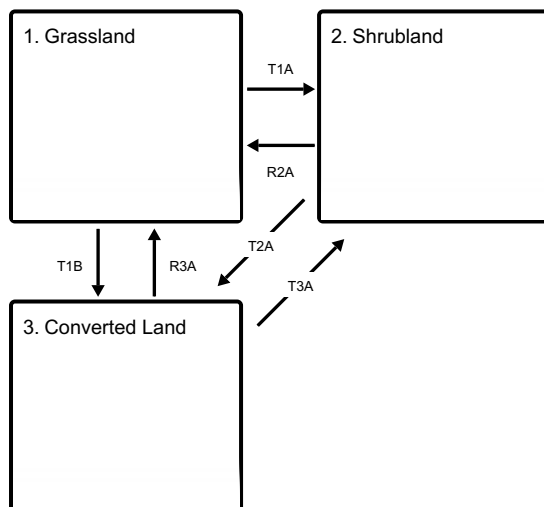 1. Grassland
2. Shrubland
T1A
R2A
T1B
R3A
T2A
T3A
3. Converted Land